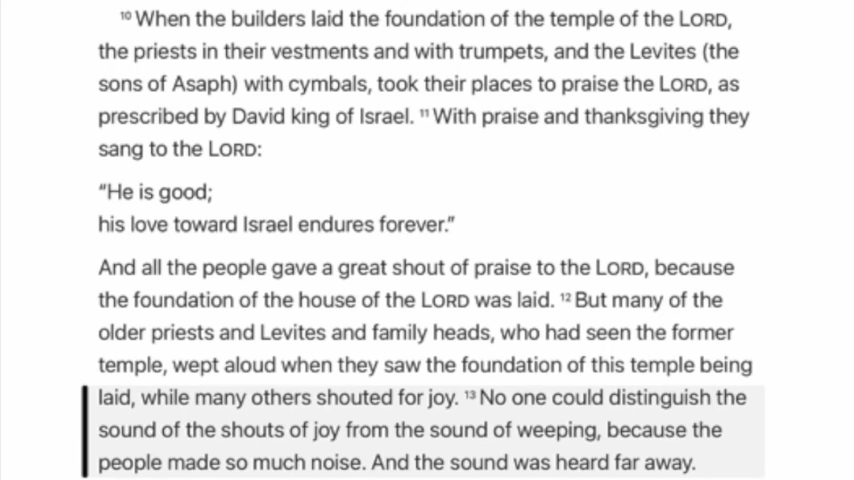 ¹⁰ When the builders laid the foundation of the temple of the LORD,
the priests in their vestments and with trumpets, and the Levites (the
sons of Asaph) with cymbals, took their places to praise the LORD, as
prescribed by David king of Israel. ¹¹ With praise and thanksgiving they
sang to the LORD:
“He is good;
his love toward Israel endures forever.”
And all the people gave a great shout of praise to the LORD, because
the foundation of the house of the LORD was laid. ¹² But many of the
older priests and Levites and family heads, who had seen the former
temple, wept aloud when they saw the foundation of this temple being
laid, while many others shouted for joy. ¹³ No one could distinguish the
sound of the shouts of joy from the sound of weeping, because the
people made so much noise. And the sound was heard far away.